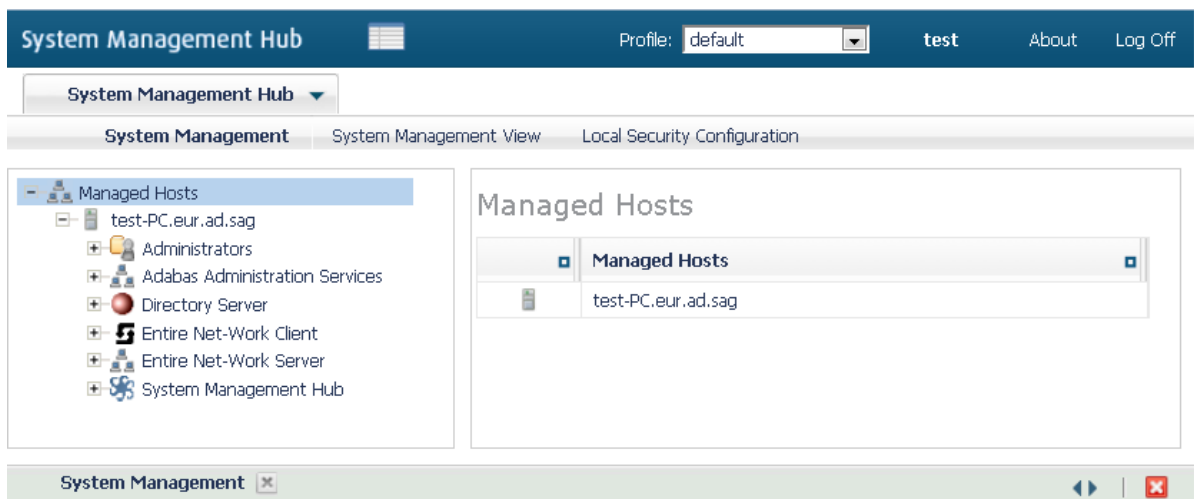 System Management Hub Profile: default test About Log Off
System Management Hub
System Management System Management View Local Security Configuration
Managed Hosts
test-PC.eur.ad.sag
Administrators
Adabas Administration Services
Directory Server
Entire Net-Work Client
Entire Net-Work Server
System Management Hub
Managed Hosts
Managed Hosts
test-PC.eur.ad.sag
System Management